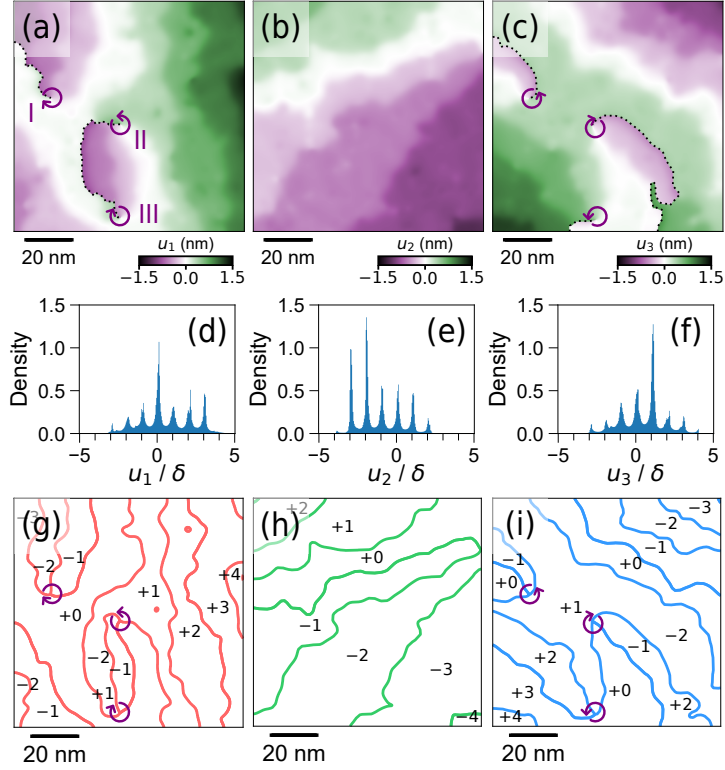 (a)
(b)
(c)
I
II
III
20 nm
u₁ (nm)
−1.5 0.0 1.5
20 nm
u₂ (nm)
−1.5 0.0 1.5
20 nm
u₃ (nm)
−1.5 0.0 1.5
Density
1.5
1.0
0.5
0.0
(d)
−5 0 5
u₁ / δ
Density
1.5
1.0
0.5
0.0
(e)
−5 0 5
u₂ / δ
Density
1.5
1.0
0.5
0.0
(f)
−5 0 5
u₃ / δ
(g)
−3
−2
−1
+0
+1
+4
+3
+2
−2
−1
+1
−2
−1
20 nm
(h)
+2
+1
+0
−1
−2
−3
−4
20 nm
(i)
−3
−2
−1
+0
−1
+0
+1
−2
−1
+2
+0
+3
+2
+4
20 nm